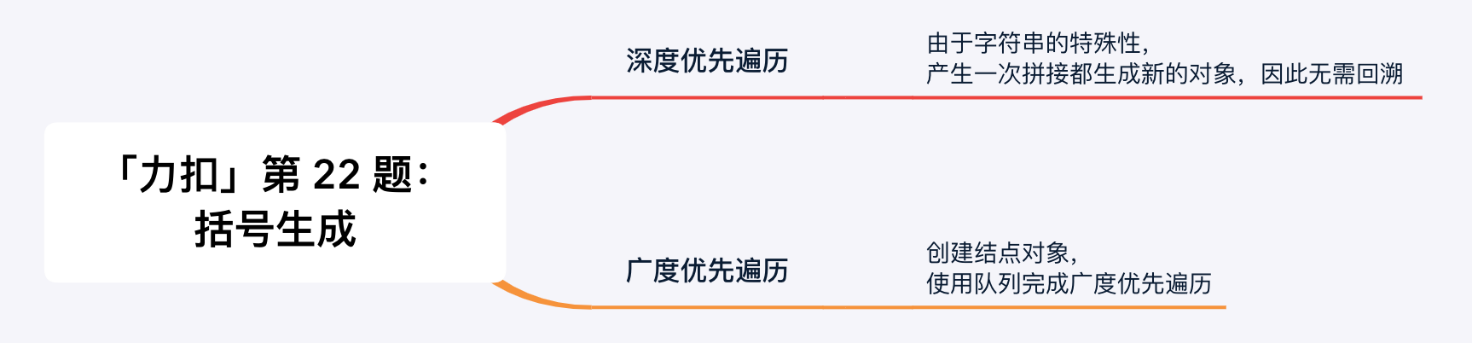 「力扣」第 22 题：
括号生成
深度优先遍历
由于字符串的特殊性，
产生一次拼接都生成新的对象，因此无需回溯
广度优先遍历
创建结点对象，
使用队列完成广度优先遍历